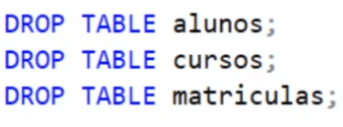 DROP TABLE alunos;
DROP TABLE cursos;
DROP TABLE matriculas;